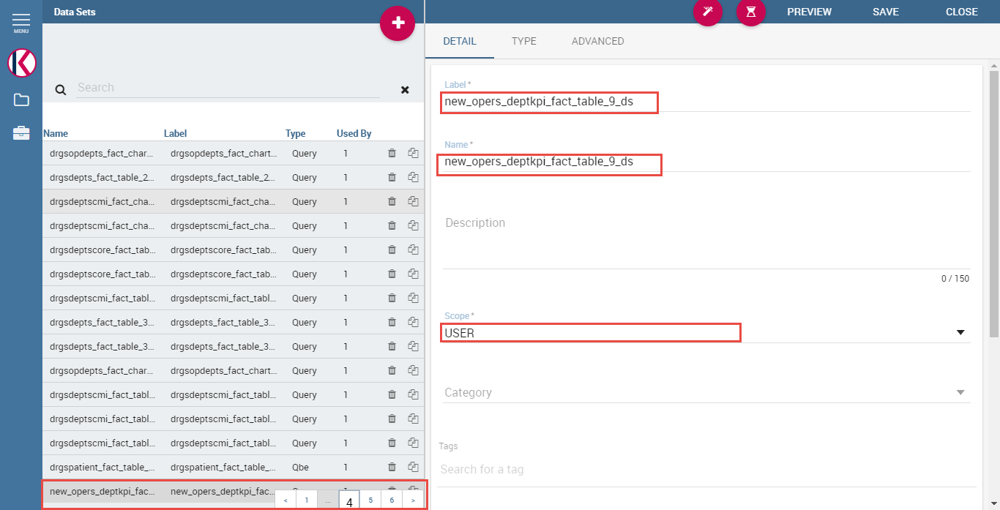 MENU
Data Sets
Search
Name Label Type Used By
drgsopdepts_fact_char... drgsopdepts_fact_chart... Query 1
drgsdepts_fact_table_2... drgsdepts_fact_table_2... Query 1
drgsdeptscmi_fact_cha... drgsdeptscmi_fact_cha... Query 1
drgsdeptscmi_fact_cha... drgsdeptscmi_fact_cha... Query 1
drgsdeptscore_fact_tab... drgsdeptscore_fact_tab... Query 1
drgsdeptscore_fact_tab... drgsdeptscore_fact_tab... Query 1
drgsdeptscmi_fact_tabl... drgsdeptscmi_fact_tabl... Query 1
drgsdepts_fact_table_3... drgsdepts_fact_table_3... Query 1
drgsdepts_fact_table_3... drgsdepts_fact_table_3... Query 1
drgsopdepts_fact_char... drgsopdepts_fact_chart... Query 1
drgsdeptscmi_fact_tabl... drgsdeptscmi_fact_tabl... Query 1
drgsdeptscmi_fact_tabl... drgsdeptscmi_fact_tabl... Query 1
drgsdeptscmi_fact_tabl... drgsdeptscmi_fact_tabl... Query 1
drgspatient_fact_table_... drgspatient_fact_table_... Qbe 1
new_opers_deptkpi_fac... new_opers_deptkpi_fac...
< 1 ... 4 5 6 >
PREVIEW SAVE CLOSE
DETAIL TYPE ADVANCED
Label *
new_opers_deptkpi_fact_table_9_ds
Name *
new_opers_deptkpi_fact_table_9_ds
Description
0 / 150
Scope *
USER
Category
Tags
Search for a tag